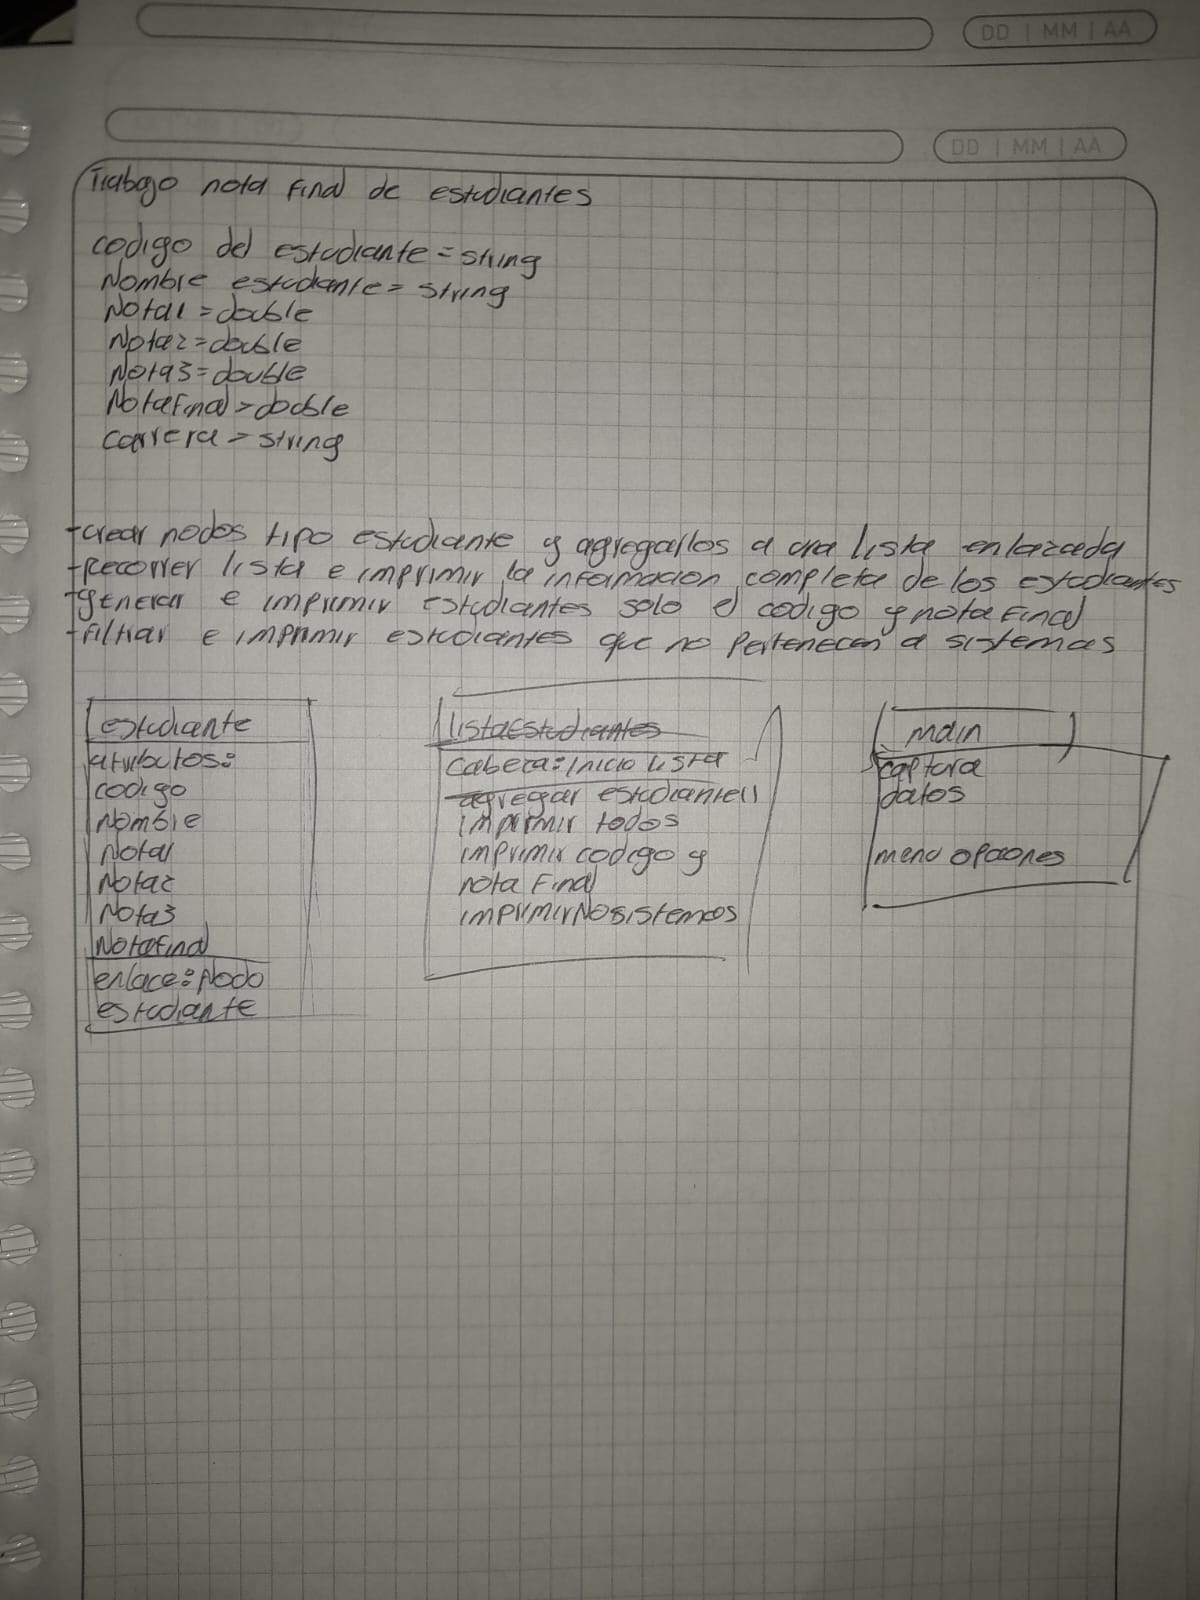 DD | MM | AA
DD | MM | AA
Trabajo nota final de estudiantes
codigo del estudiante = string
Nombre estudiante = string
Nota1 = double
Nota2 = double
Nota3 = double
NotaFinal = double
carrera = string
- crear nodos tipo estudiante y agregarlos a una lista enlazada
- Recorrer lista e imprimir la informacion completa de los estudiantes
- generar e imprimir estudiantes solo el codigo y nota Final
- Filtrar e imprimir estudiantes que no Pertenecen a sistemas
estudiante
atributos:
codigo
Nombre
Nota1
Nota2
Nota3
NotaFinal
enlace: Nodo
estudiante
listaEstudiantes
Cabeza: inicio lista
agregar estudiante()
imprimir todos
imprimir codigo y
nota Final
imprimirNosistemas
main
captura
datos
menu opciones